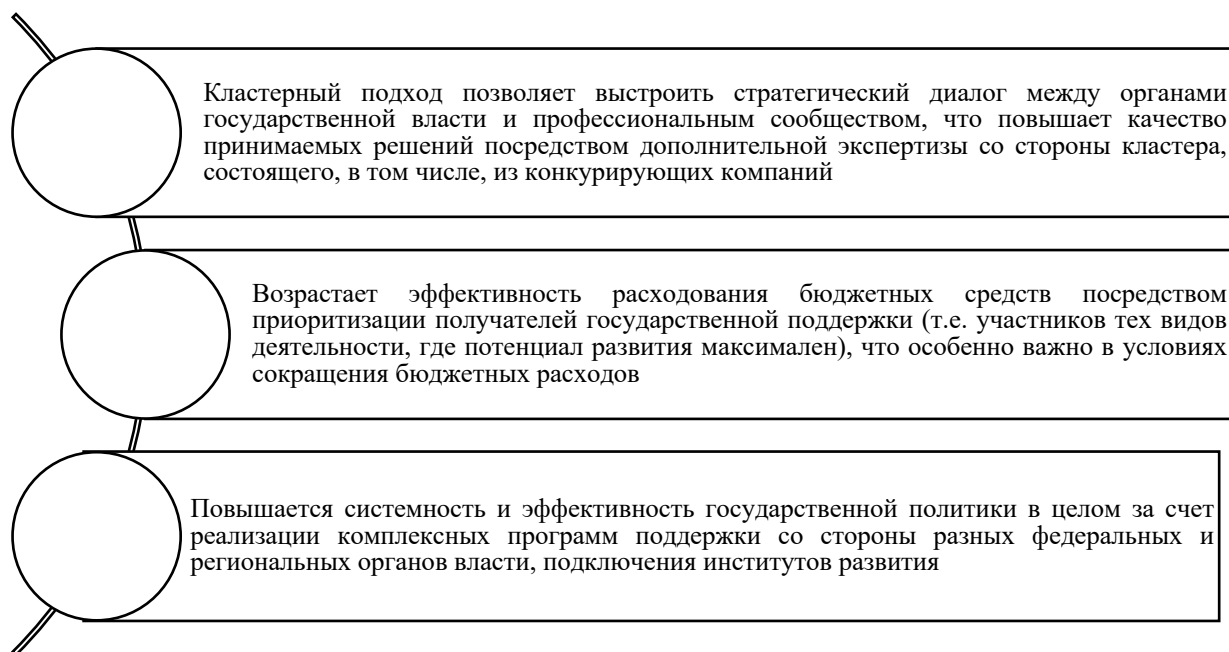 Кластерный подход позволяет выстроить стратегический диалог между органами
государственной власти и профессиональным сообществом, что повышает качество
принимаемых решений посредством дополнительной экспертизы со стороны кластера,
состоящего, в том числе, из конкурирующих компаний
Возрастает эффективность расходования бюджетных средств посредством
приоритизации получателей государственной поддержки (т.е. участников тех видов
деятельности, где потенциал развития максимален), что особенно важно в условиях
сокращения бюджетных расходов
Повышается системность и эффективность государственной политики в целом за счет
реализации комплексных программ поддержки со стороны разных федеральных и
региональных органов власти, подключения институтов развития